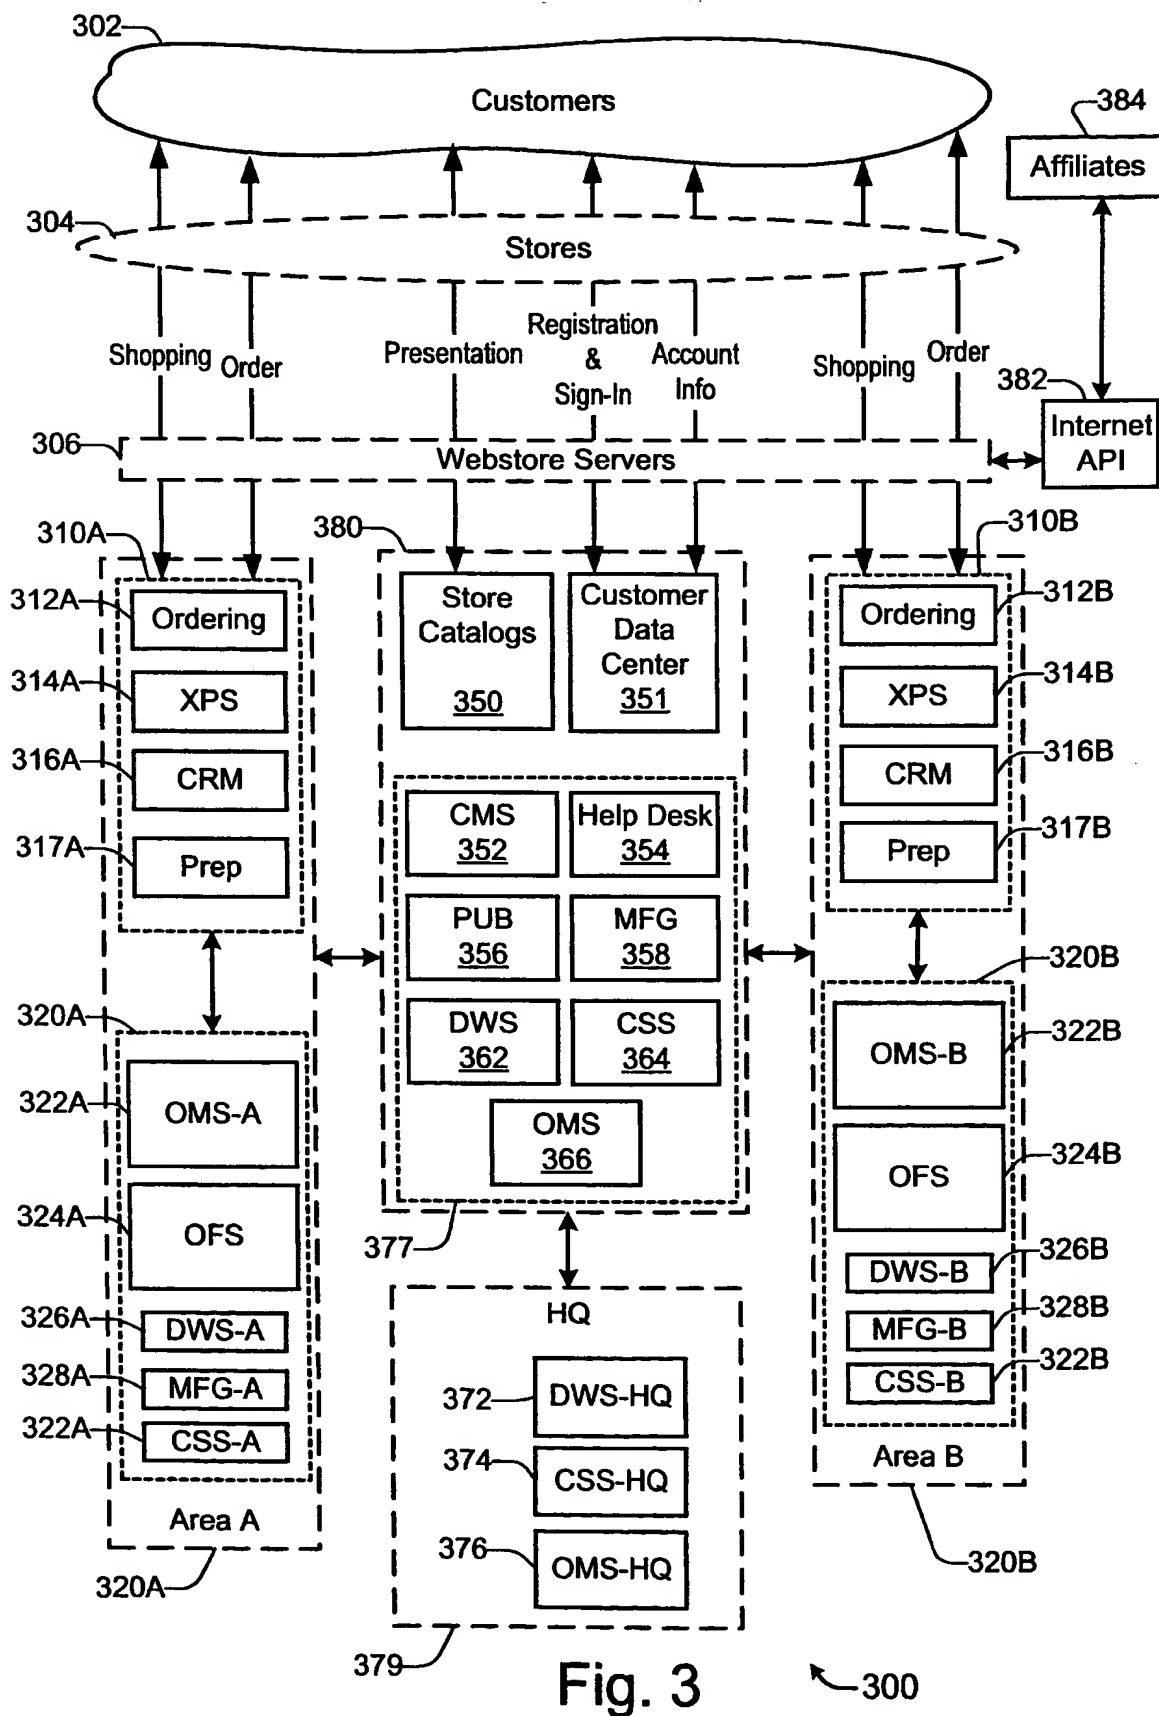 302
Customers
384
Affiliates
304
Stores
Shopping
Order
Presentation
Registration
&
Sign-In
Account
Info
Shopping
Order
382
Internet
API
306
Webstore Servers
310A
380
310B
312A
Ordering
Store
Catalogs
350
Customer
Data
Center
351
Ordering
312B
314A
XPS
XPS
314B
316A
CRM
CRM
316B
317A
Prep
CMS
352
Help Desk
354
Prep
317B
PUB
356
MFG
358
320A
320B
DWS
362
CSS
364
322A
OMS-A
OMS-B
322B
OMS
366
324A
OFS
OFS
324B
377
326A
DWS-A
DWS-B
326B
328A
MFG-A
MFG-B
328B
322A
CSS-A
CSS-B
322B
HQ
372
DWS-HQ
374
CSS-HQ
376
OMS-HQ
Area A
Area B
320A
320B
379
Fig. 3
300